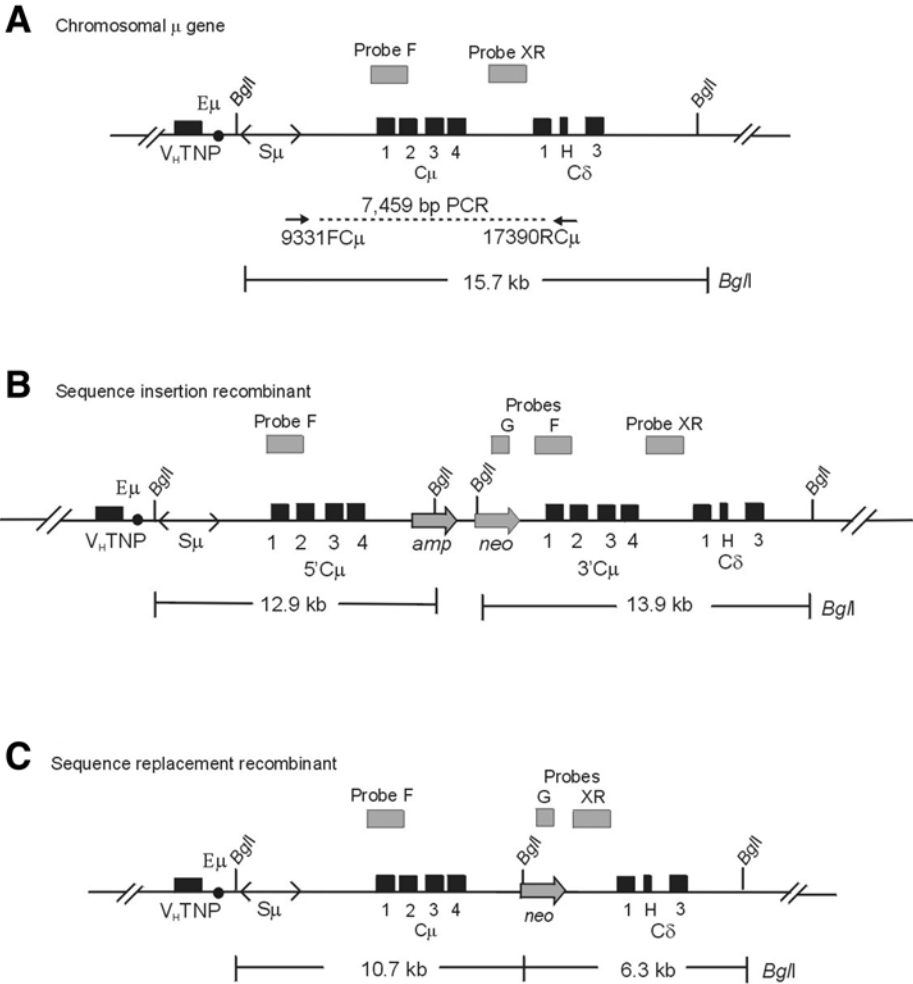 A Chromosomal μ gene
Probe F Probe XR
Eμ BglI BglI
VHTNP Sμ 1 2 3 4 1 H 3
Cμ Cδ
7,459 bp PCR
9331FCμ 17390RCμ
15.7 kb BglI
B Sequence insertion recombinant
Probes
Probe F G F Probe XR
Eμ BglI BglI BglI BglI
VHTNP Sμ 1 2 3 4 amp neo 1 2 3 4 1 H 3
5'Cμ 3'Cμ Cδ
12.9 kb 13.9 kb BglI
C Sequence replacement recombinant
Probes
Probe F G XR
Eμ BglI BglI BglI
VHTNP Sμ 1 2 3 4 neo 1 H 3
Cμ Cδ
10.7 kb 6.3 kb BglI